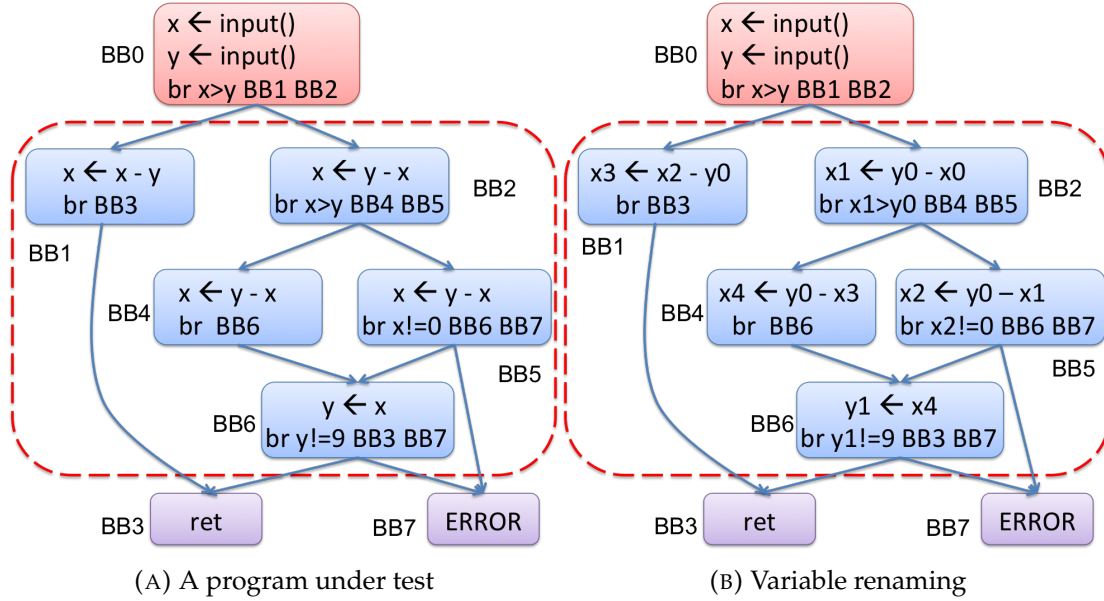 x ← input()
y ← input()
br x>y BB1 BB2
BB0
x ← x - y
br BB3
BB1
x ← y - x
br x>y BB4 BB5
BB2
x ← y - x
br BB6
BB4
x ← y - x
br x!=0 BB6 BB7
BB5
y ← x
br y!=9 BB3 BB7
BB6
ret
BB3
ERROR
BB7
(A) A program under test
x ← input()
y ← input()
br x>y BB1 BB2
BB0
x3 ← x2 - y0
br BB3
BB1
x1 ← y0 - x0
br x1>y0 BB4 BB5
BB2
x4 ← y0 - x3
br BB6
BB4
x2 ← y0 – x1
br x2!=0 BB6 BB7
BB5
y1 ← x4
br y1!=9 BB3 BB7
BB6
ret
BB3
ERROR
BB7
(B) Variable renaming